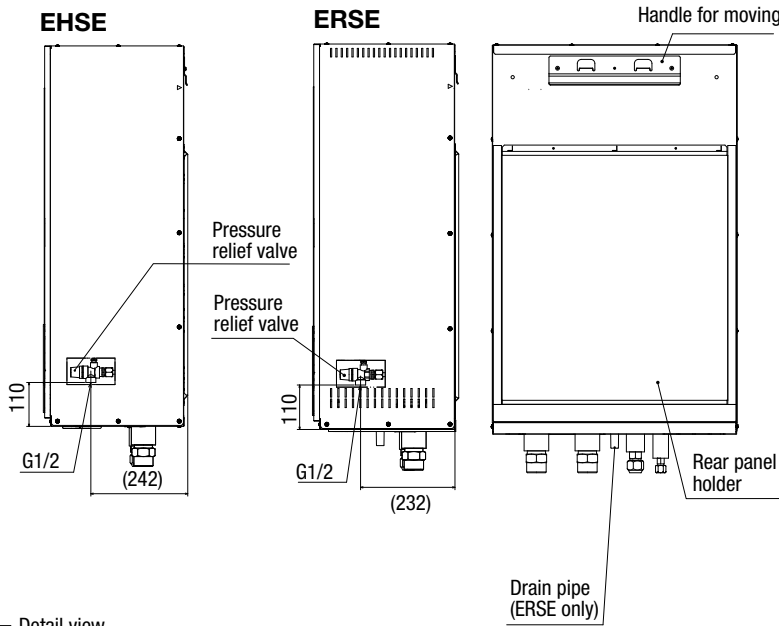 EHSE
ERSE
Handle for moving
Pressure
relief valve
Pressure
relief valve
110
G1/2
(242)
110
G1/2
(232)
Rear panel
holder
Drain pipe
(ERSE only)
Detail view